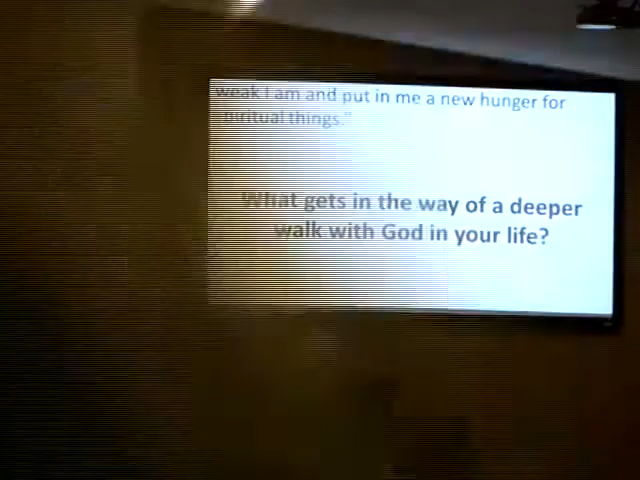 weak I am and put in me a new hunger for
spiritual things."
What gets in the way of a deeper
walk with God in your life?